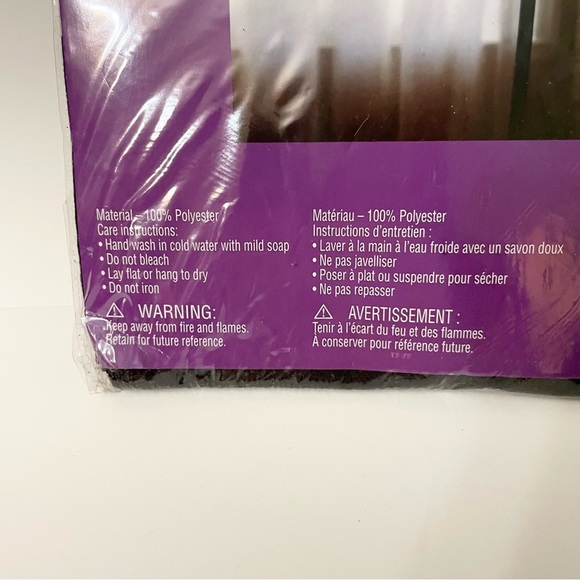 Material – 100% Polyester
Care instructions:
• Hand wash in cold water with mild soap
• Do not bleach
• Lay flat or hang to dry
• Do not iron
⚠ WARNING:
Keep away from fire and flames.
Retain for future reference.
Matériau – 100% Polyester
Instructions d'entretien :
• Laver à la main à l'eau froide avec un savon doux
• Ne pas javelliser
• Poser à plat ou suspendre pour sécher
• Ne pas repasser
⚠ AVERTISSEMENT :
Tenir à l'écart du feu et des flammes.
À conserver pour référence future.